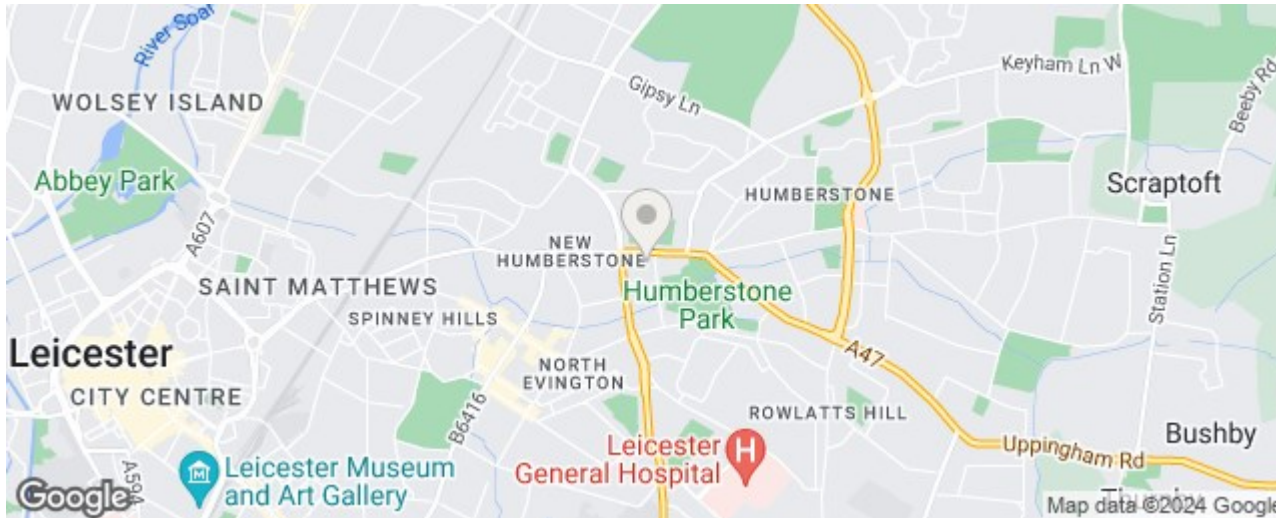 River Soar
WOLSEY ISLAND
Abbey Park
A607
SAINT MATTHEWS
Leicester
CITY CENTRE
A594
Leicester Museum
and Art Gallery
Google
SPINNEY HILLS
B6416
NEW
HUMBERSTONE
NORTH
EVINGTON
Gipsy Ln
HUMBERSTONE
Humberstone
Park
A47
ROWLATTS HILL
Leicester
General Hospital
H
Keyham Ln W
Beeby Rd
Scraptoft
Station Ln
Bushby
Uppingham Rd
Map data ©2024 Google